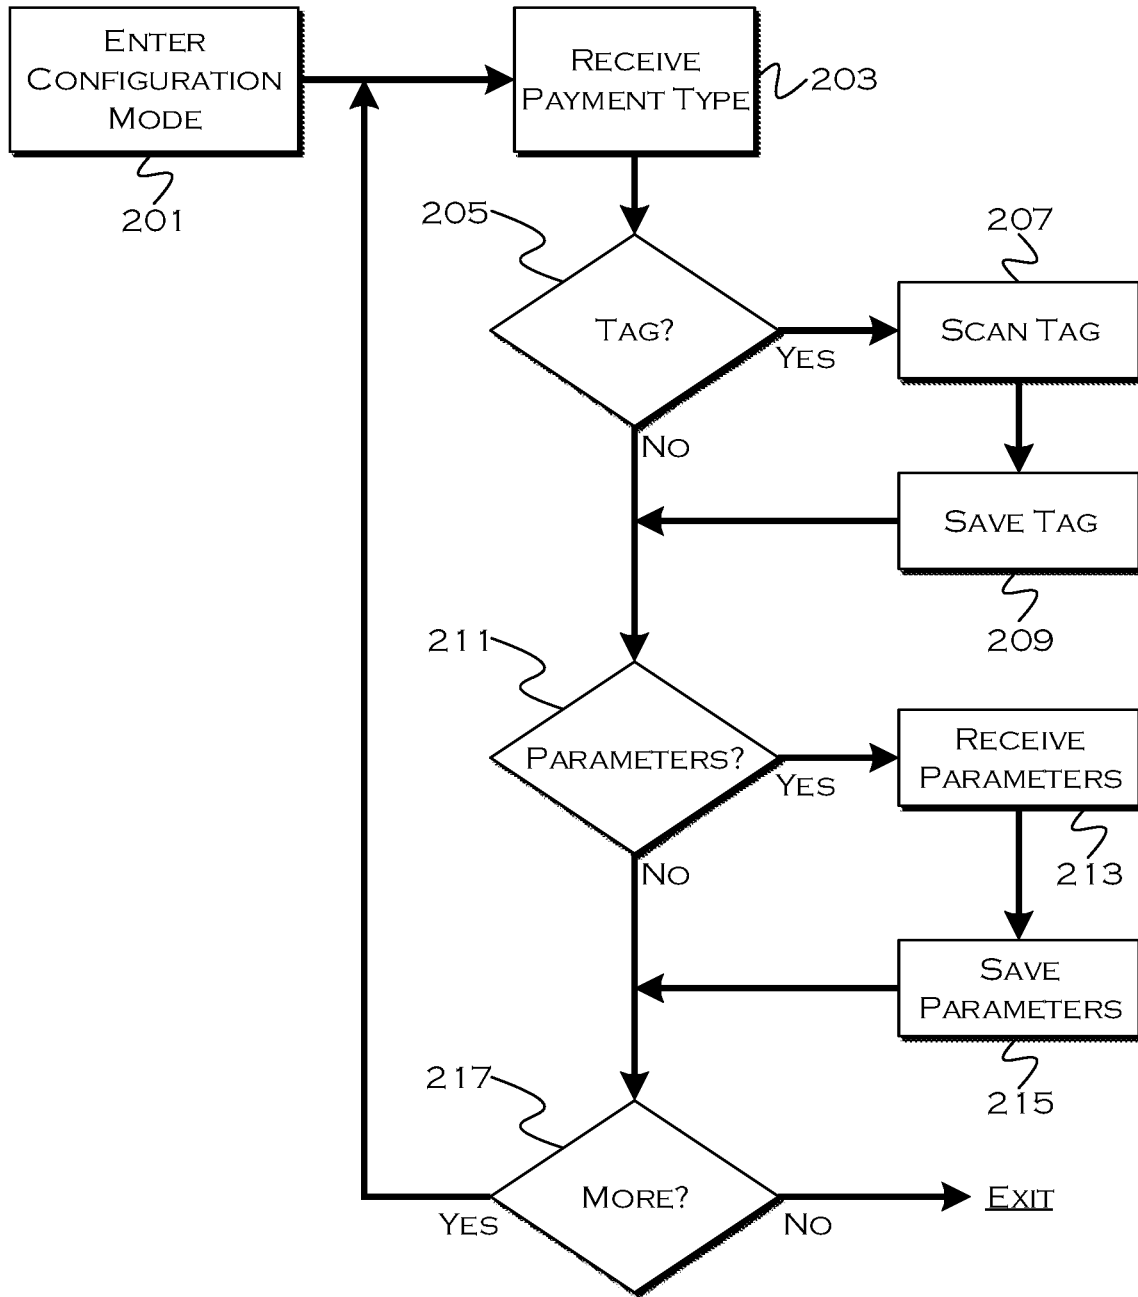 ENTER
CONFIGURATION
MODE
201
RECEIVE
PAYMENT TYPE
203
205
TAG?
YES
NO
207
SCAN TAG
SAVE TAG
209
211
PARAMETERS?
YES
NO
RECEIVE
PARAMETERS
213
SAVE
PARAMETERS
215
217
MORE?
YES
NO
EXIT